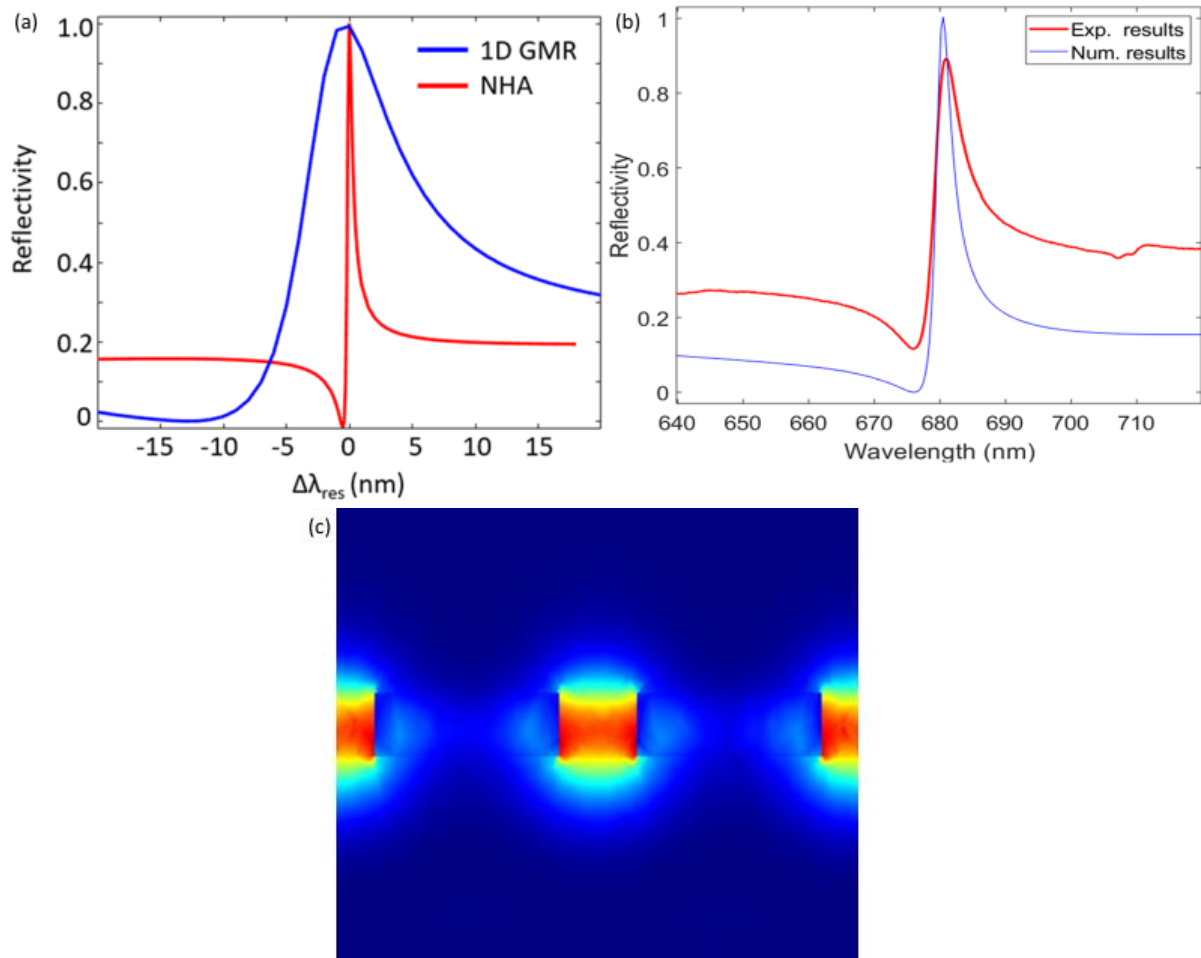 (a)
1.0
0.8
0.6
0.4
0.2
0
Reflectivity
1D GMR
NHA
-15
-10
-5
0
5
10
15
Δλres (nm)
(b)
1
0.8
0.6
0.4
0.2
0
Reflectivity
Exp. results
Num. results
640
650
660
670
680
690
700
710
Wavelength (nm)
(c)